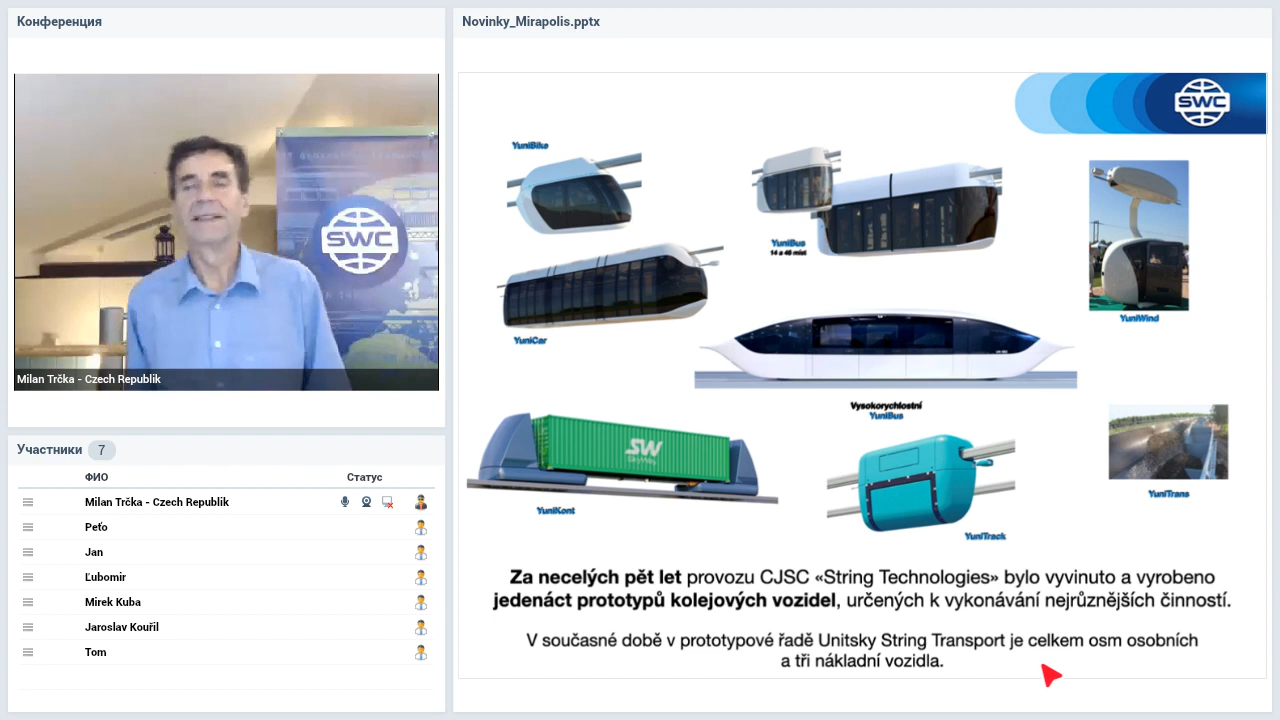 Конференция
SWC
Milan Trčka - Czech Republik
Участники 7
ФИО Статус
Milan Trčka - Czech Republik
Peťo
Jan
Ľubomir
Mirek Kuba
Jaroslav Kouřil
Tom
Novinky_Mirapolis.pptx
SWC
YuniBike
YuniBus
14 a 48 míst
YuniWind
YuniCar
Vysokorychlostní
YuniBus
SW
SkyWay
YuniKont
YuniTrack
YuniTrans
Za necelých pět let provozu CJSC «String Technologies» bylo vyvinuto a vyrobeno
jedenáct prototypů kolejových vozidel, určených k vykonávání nejrůznějších činností.
V současné době v prototypové řadě Unitsky String Transport je celkem osm osobních
a tři nákladní vozidla.